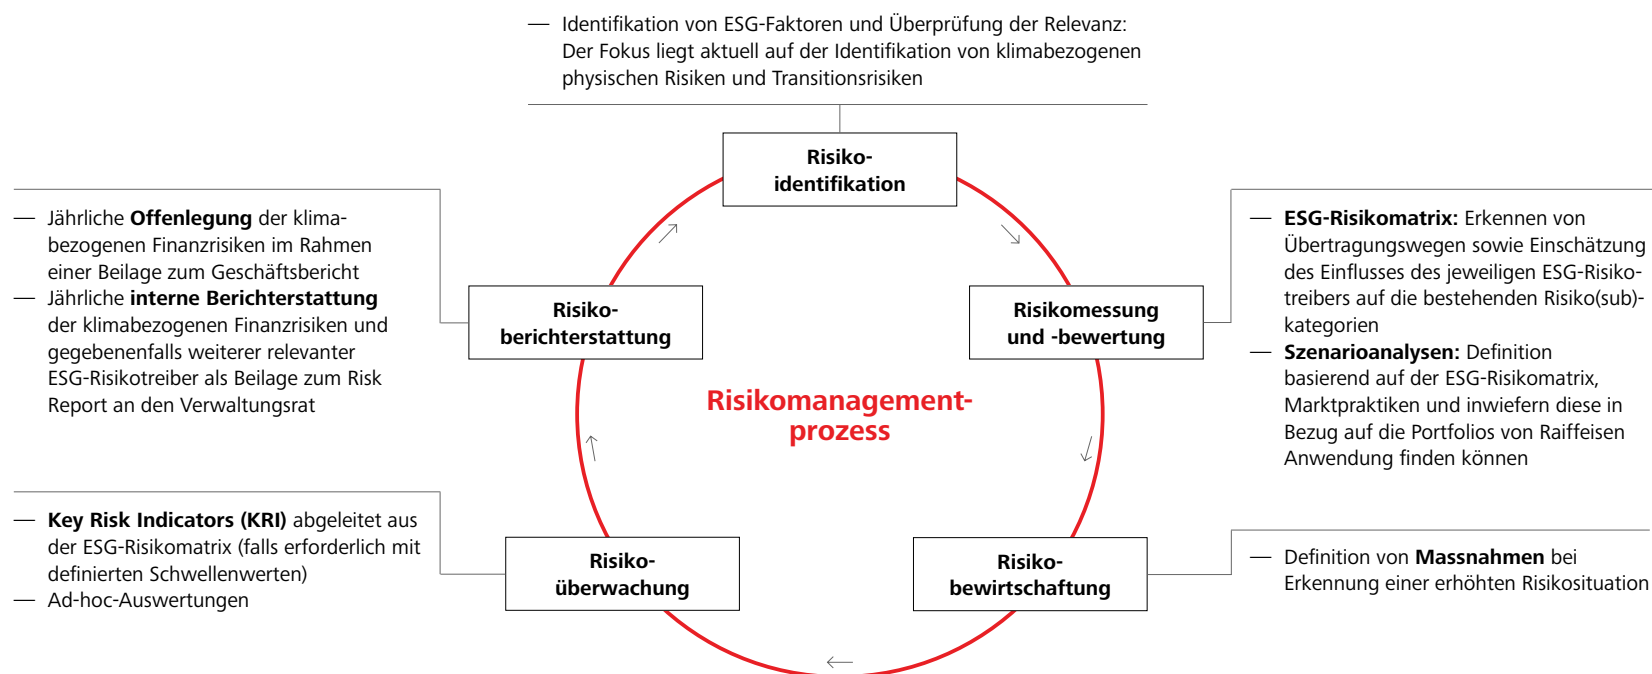 — Identifikation von ESG-Faktoren und Überprüfung der Relevanz:
Der Fokus liegt aktuell auf der Identifikation von klimabezogenen
physischen Risiken und Transitionsrisiken
Risiko-
identifikation
— ESG-Risikomatrix: Erkennen von
Übertragungswegen sowie Einschätzung
des Einflusses des jeweiligen ESG-Risiko-
treibers auf die bestehenden Risiko(sub)-
kategorien
— Szenarioanalysen: Definition
basierend auf der ESG-Risikomatrix,
Marktpraktiken und inwiefern diese in
Bezug auf die Portfolios von Raiffeisen
Anwendung finden können
Risikomessung
und -bewertung
— Definition von Massnahmen bei
Erkennung einer erhöhten Risikosituation
Risiko-
bewirtschaftung
— Key Risk Indicators (KRI) abgeleitet aus
der ESG-Risikomatrix (falls erforderlich mit
definierten Schwellenwerten)
— Ad-hoc-Auswertungen
Risiko-
überwachung
— Jährliche Offenlegung der klima-
bezogenen Finanzrisiken im Rahmen
einer Beilage zum Geschäftsbericht
— Jährliche interne Berichterstattung
der klimabezogenen Finanzrisiken und
gegebenenfalls weiterer relevanter
ESG-Risikotreiber als Beilage zum Risk
Report an den Verwaltungsrat
Risiko-
berichterstattung
Risikomanagement-
prozess